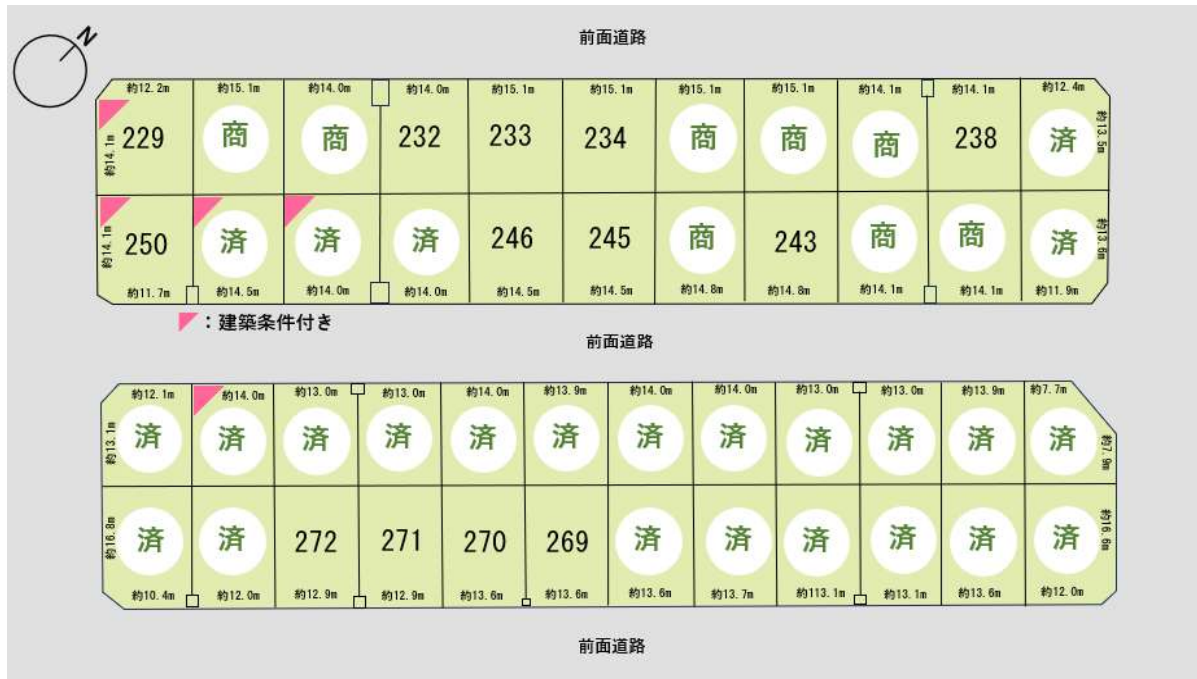 N
前面道路
約12.2m 約15.1m 約14.0m 約14.0m 約15.1m 約15.1m 約15.1m 約15.1m 約14.1m 約14.1m 約12.4m
約14.1m 229 商 商 232 233 234 商 商 商 238 済 約13.5m
約14.1m 250 済 済 済 246 245 商 243 商 商 済 約13.6m
約11.7m 約14.5m 約14.0m 約14.0m 約14.5m 約14.5m 約14.8m 約14.8m 約14.1m 約14.1m 約11.9m
：建築条件付き
前面道路
約12.1m 約14.0m 約13.0m 約13.0m 約14.0m 約13.9m 約14.0m 約14.0m 約13.0m 約13.0m 約13.9m 約7.7m
約13.1m 済 済 済 済 済 済 済 済 済 済 済 済 約7.9m
約16.8m 済 済 272 271 270 269 済 済 済 済 済 済 約16.6m
約10.4m 約12.0m 約12.9m 約12.9m 約13.6m 約13.6m 約13.6m 約13.7m 約113.1m 約13.1m 約13.6m 約12.0m
前面道路